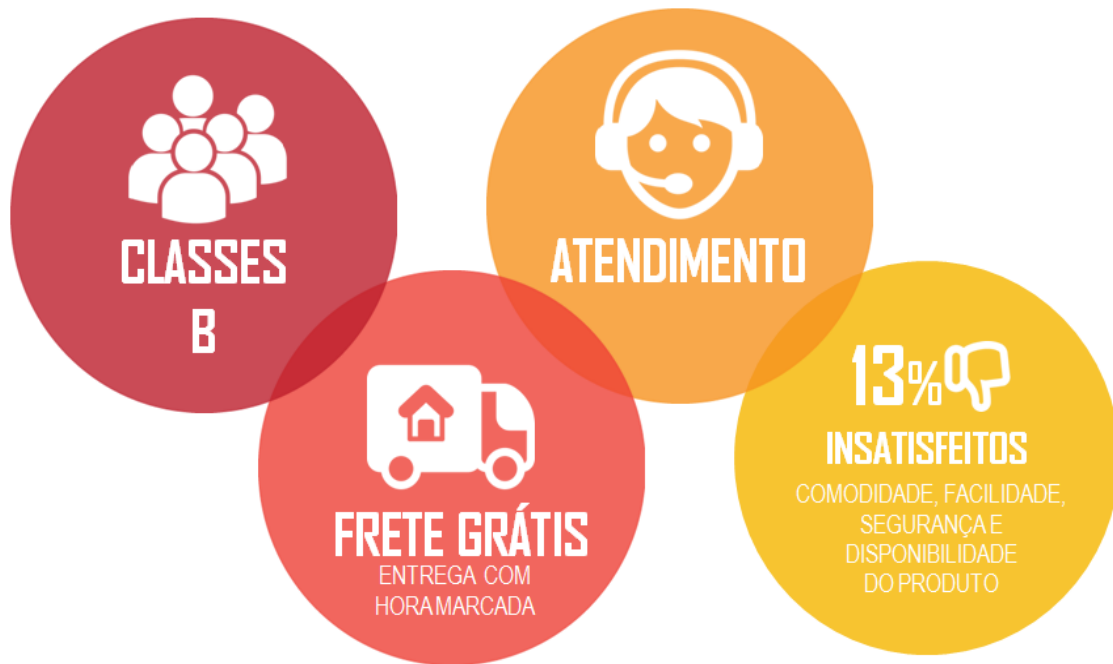 CLASSES
B
ATENDIMENTO
FRETE GRÁTIS
ENTREGA COM
HORA MARCADA
13%
INSATISFEITOS
COMODIDADE, FACILIDADE,
SEGURANÇA E
DISPONIBILIDADE
DO PRODUTO